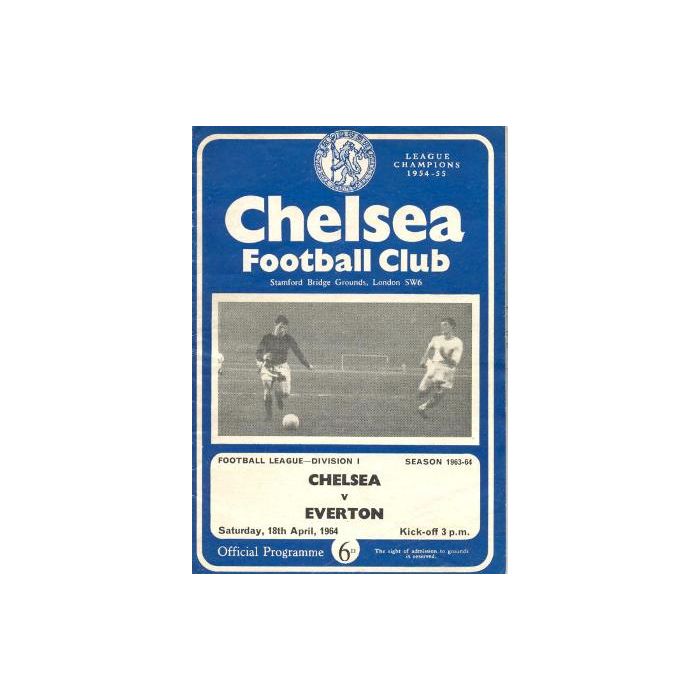 LEAGUE
CHAMPIONS
1954-55
Chelsea
Football Club
Stamford Bridge Grounds, London SW6
FOOTBALL LEAGUE—DIVISION I
SEASON 1963-64
CHELSEA
v
EVERTON
Saturday, 18th April, 1964
Kick-off 3 p.m.
Official Programme
6D
The right of admission to grounds
is reserved.